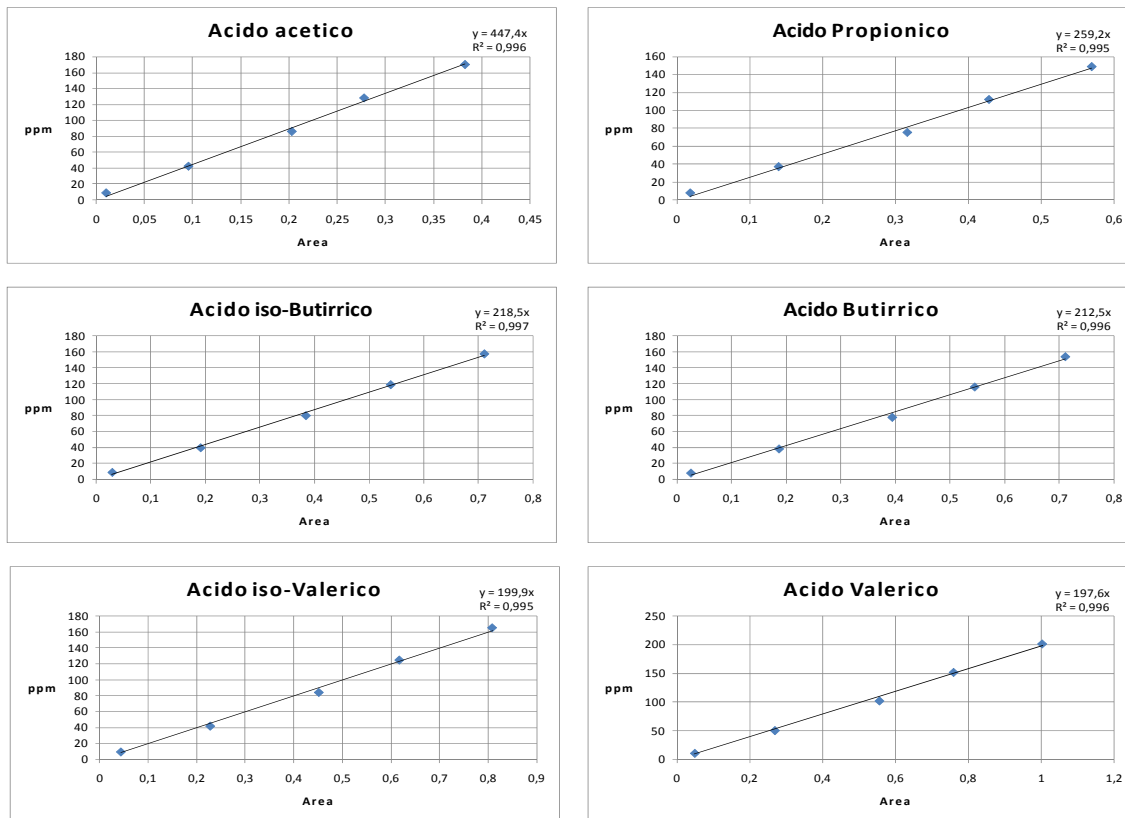 Acido acetico
y = 447,4x
R² = 0,996
180
160
140
120
100
80
60
40
20
0
ppm
0 0,05 0,1 0,15 0,2 0,25 0,3 0,35 0,4 0,45
Area
Acido Propionico
y = 259,2x
R² = 0,995
160
140
120
100
80
60
40
20
0
ppm
0 0,1 0,2 0,3 0,4 0,5 0,6
Area
Acido iso-Butirrico
y = 218,5x
R² = 0,997
180
160
140
120
100
80
60
40
20
0
ppm
0 0,1 0,2 0,3 0,4 0,5 0,6 0,7 0,8
Area
Acido Butirrico
y = 212,5x
R² = 0,996
180
160
140
120
100
80
60
40
20
0
ppm
0 0,1 0,2 0,3 0,4 0,5 0,6 0,7 0,8
Area
Acido iso-Valerico
y = 199,9x
R² = 0,995
180
160
140
120
100
80
60
40
20
0
ppm
0 0,1 0,2 0,3 0,4 0,5 0,6 0,7 0,8 0,9
Area
Acido Valerico
y = 197,6x
R² = 0,996
250
200
150
100
50
0
ppm
0 0,2 0,4 0,6 0,8 1 1,2
Area